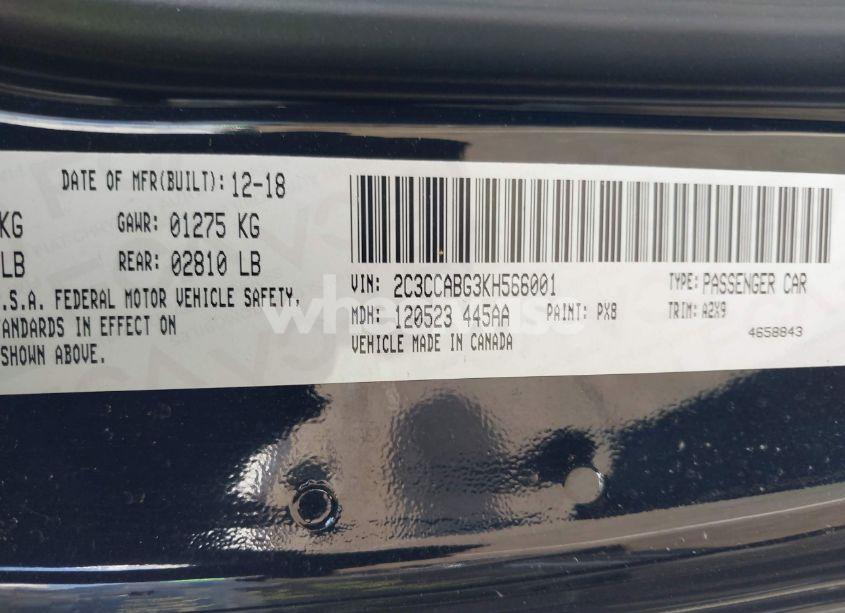 DATE OF MFR(BUILT): 12-18
KG GAWR: 01275 KG
LB REAR: 02810 LB
.S.A. FEDERAL MOTOR VEHICLE SAFETY,
TANDARDS IN EFFECT ON
SHOWN ABOVE.
VIN: 2C3CCABG3KH566001 TYPE: PASSENGER CAR
MDH: 120523 445AA PAINT: PX8 TRIM: A2X9
VEHICLE MADE IN CANADA
4658843